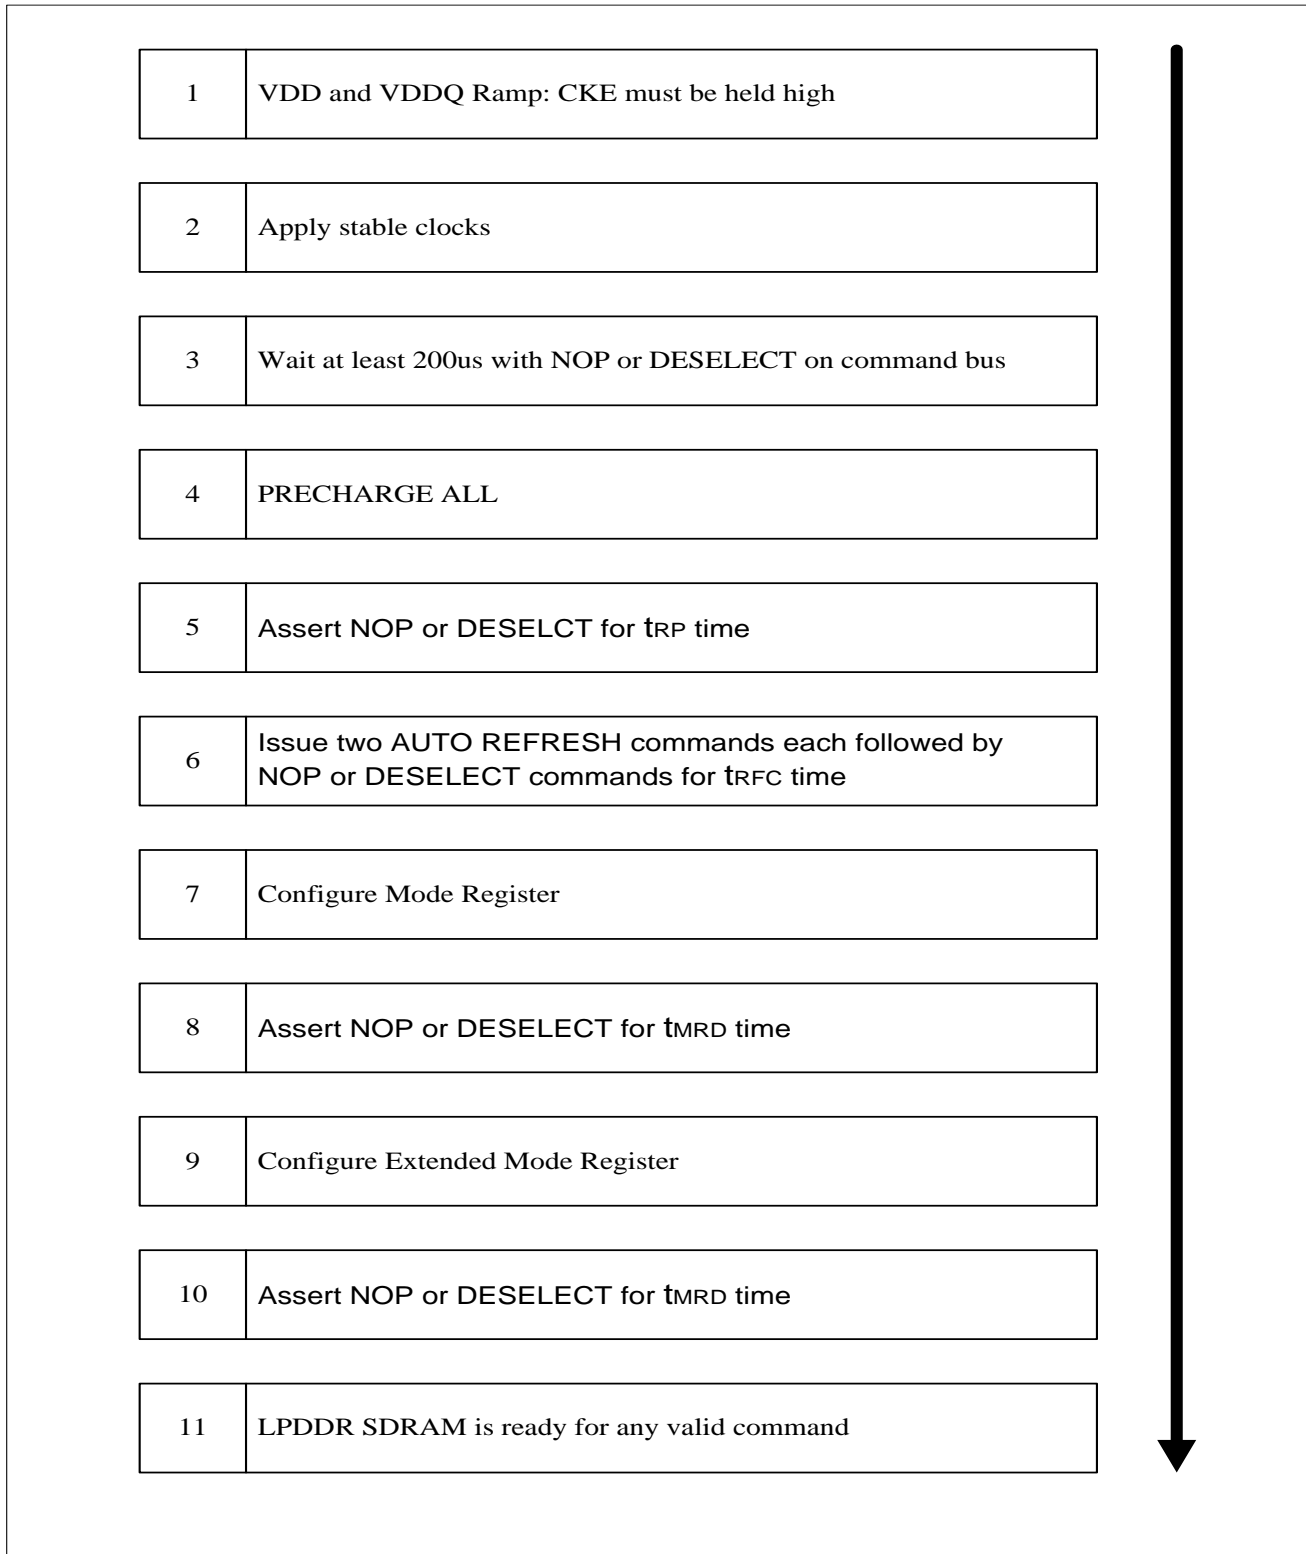 1 VDD and VDDQ Ramp: CKE must be held high
2 Apply stable clocks
3 Wait at least 200us with NOP or DESELECT on command bus
4 PRECHARGE ALL
5 Assert NOP or DESELCT for tRP time
6 Issue two AUTO REFRESH commands each followed by
NOP or DESELECT commands for tRFC time
7 Configure Mode Register
8 Assert NOP or DESELECT for tMRD time
9 Configure Extended Mode Register
10 Assert NOP or DESELECT for tMRD time
11 LPDDR SDRAM is ready for any valid command